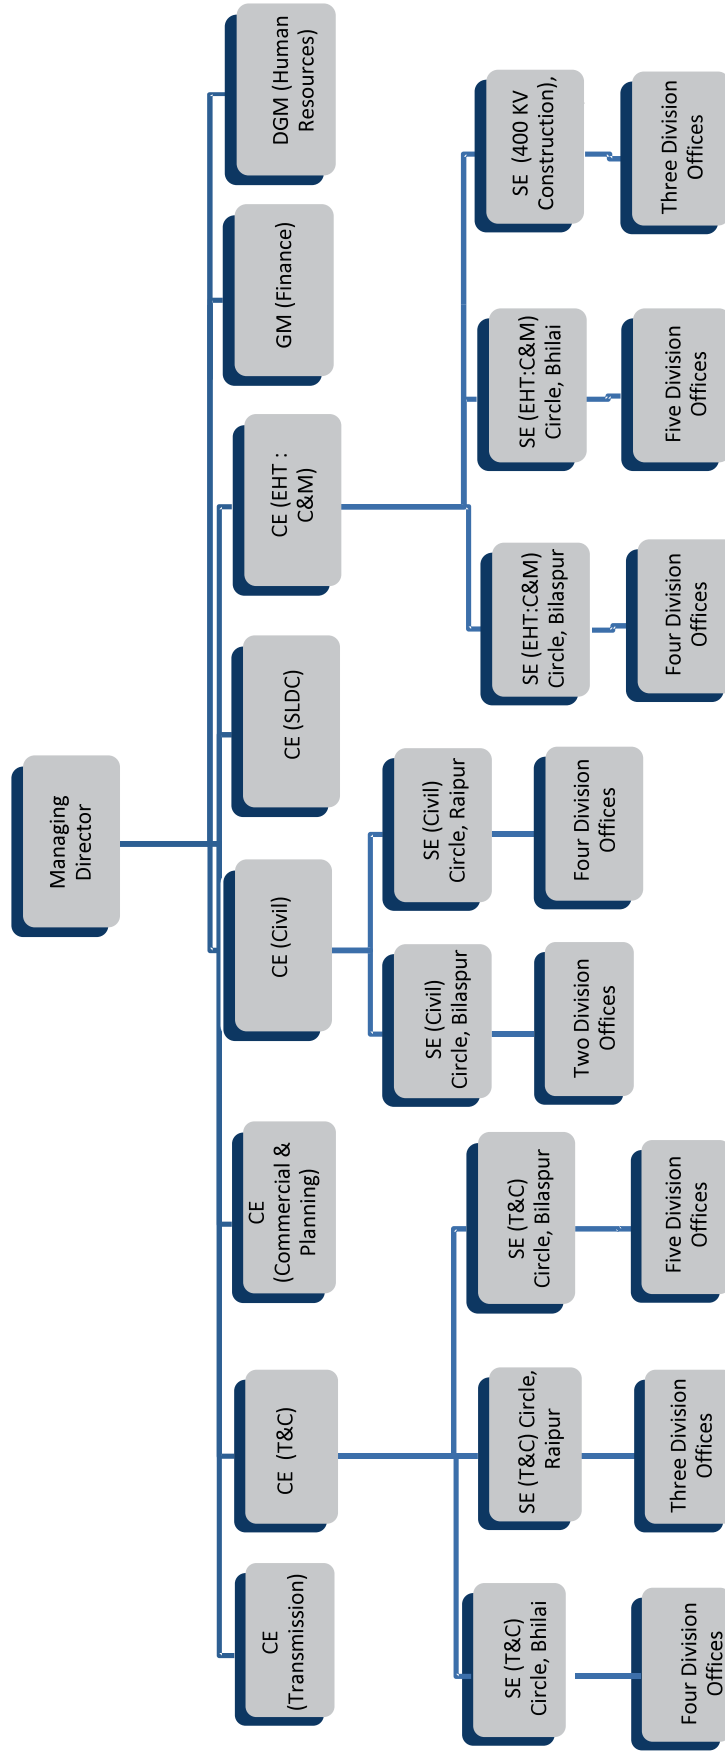 Managing
Director
CE
(Transmission)
CE  (T&C)
CE
(Commercial &
Planning)
CE (Civil)
CE (SLDC)
CE (EHT :
C&M)
GM (Finance)
DGM (Human
Resources)
SE (T&C)
Circle, Bhilai
SE (T&C) Circle,
Raipur
SE (T&C)
Circle, Bilaspur
SE (Civil)
Circle, Bilaspur
SE (Civil)
Circle, Raipur
SE (EHT:C&M)
Circle, Bilaspur
SE (EHT:C&M)
Circle, Bhilai
SE  (400 KV
Construction),
Four Division
Offices
Three Division
Offices
Five Division
Offices
Two Division
Offices
Four Division
Offices
Four Division
Offices
Five Division
Offices
Three Division
Offices